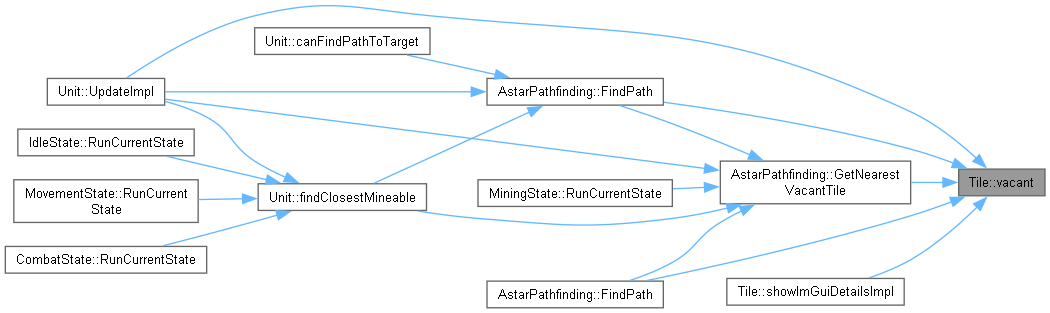 Unit::canFindPathToTarget
Unit::UpdateImpl
AstarPathfinding::FindPath
IdleState::RunCurrentState
AstarPathfinding::GetNearest
VacantTile
Tile::vacant
MovementState::RunCurrent
State
Unit::findClosestMineable
MiningState::RunCurrentState
CombatState::RunCurrentState
AstarPathfinding::FindPath
Tile::showImGuiDetailsImpl